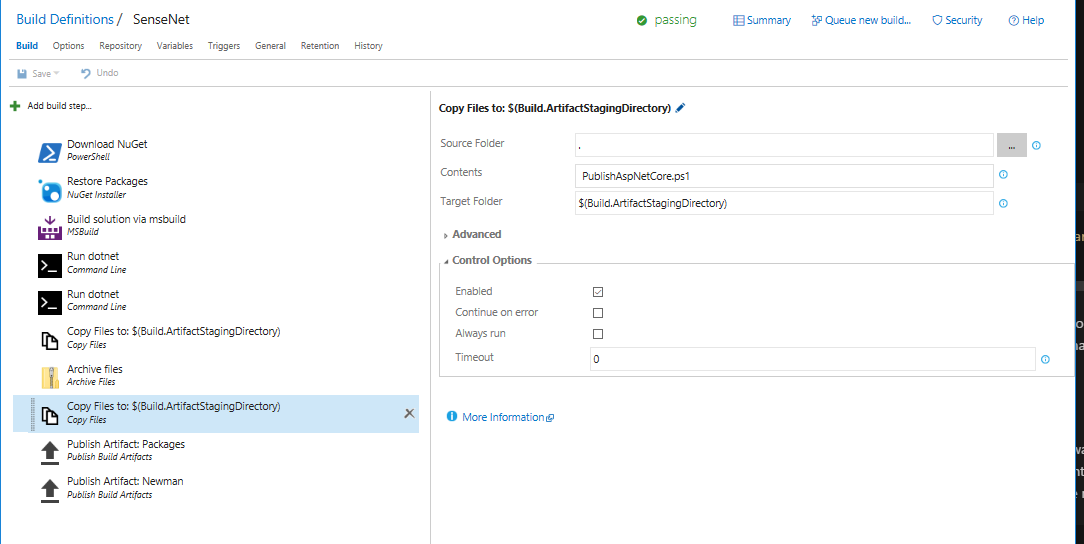 Build Definitions / SenseNet
passing
Summary
Queue new build...
Security
Help
Build Options Repository Variables Triggers General Retention History
Save
Undo
Add build step...
Download NuGet
PowerShell
Restore Packages
NuGet Installer
Build solution via msbuild
MSBuild
Run dotnet
Command Line
Run dotnet
Command Line
Copy Files to: $(Build.ArtifactStagingDirectory)
Copy Files
Archive files
Archive Files
Copy Files to: $(Build.ArtifactStagingDirectory)
Copy Files
Publish Artifact: Packages
Publish Build Artifacts
Publish Artifact: Newman
Publish Build Artifacts
Copy Files to: $(Build.ArtifactStagingDirectory)
Source Folder
.
...
Contents
PublishAspNetCore.ps1
Target Folder
$(Build.ArtifactStagingDirectory)
Advanced
Control Options
Enabled
Continue on error
Always run
Timeout
0
More Information